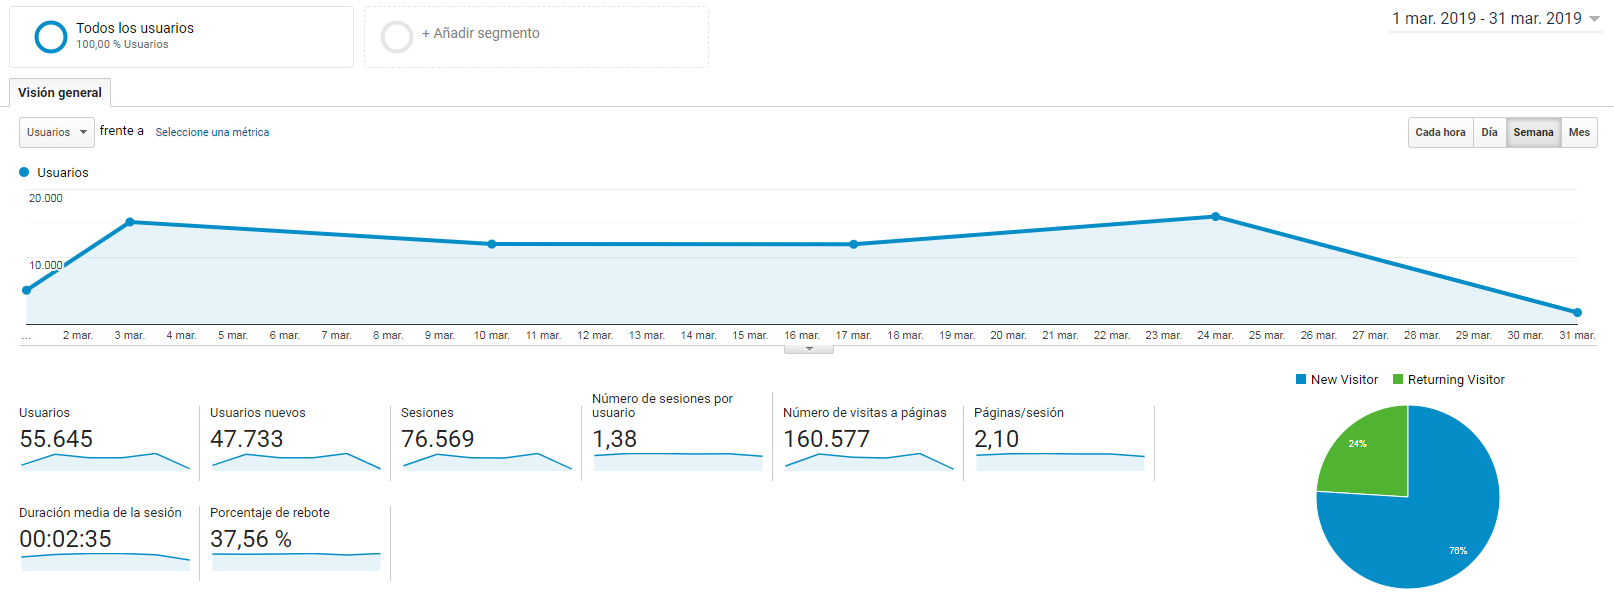 Todos los usuarios
100,00 % Usuarios
+ Añadir segmento
1 mar. 2019 - 31 mar. 2019
Visión general
Usuarios frente a Seleccione una métrica
Cada hora Día Semana Mes
Usuarios
20.000
10.000
... 2 mar. 3 mar. 4 mar. 5 mar. 6 mar. 7 mar. 8 mar. 9 mar. 10 mar. 11 mar. 12 mar. 13 mar. 14 mar. 15 mar. 16 mar. 17 mar. 18 mar. 19 mar. 20 mar. 21 mar. 22 mar. 23 mar. 24 mar. 25 mar. 26 mar. 27 mar. 28 mar. 29 mar. 30 mar. 31 mar.
Usuarios
55.645
Usuarios nuevos
47.733
Sesiones
76.569
Número de sesiones por
usuario
1,38
Número de visitas a páginas
160.577
Páginas/sesión
2,10
Duración media de la sesión
00:02:35
Porcentaje de rebote
37,56 %
New Visitor Returning Visitor
24%
76%